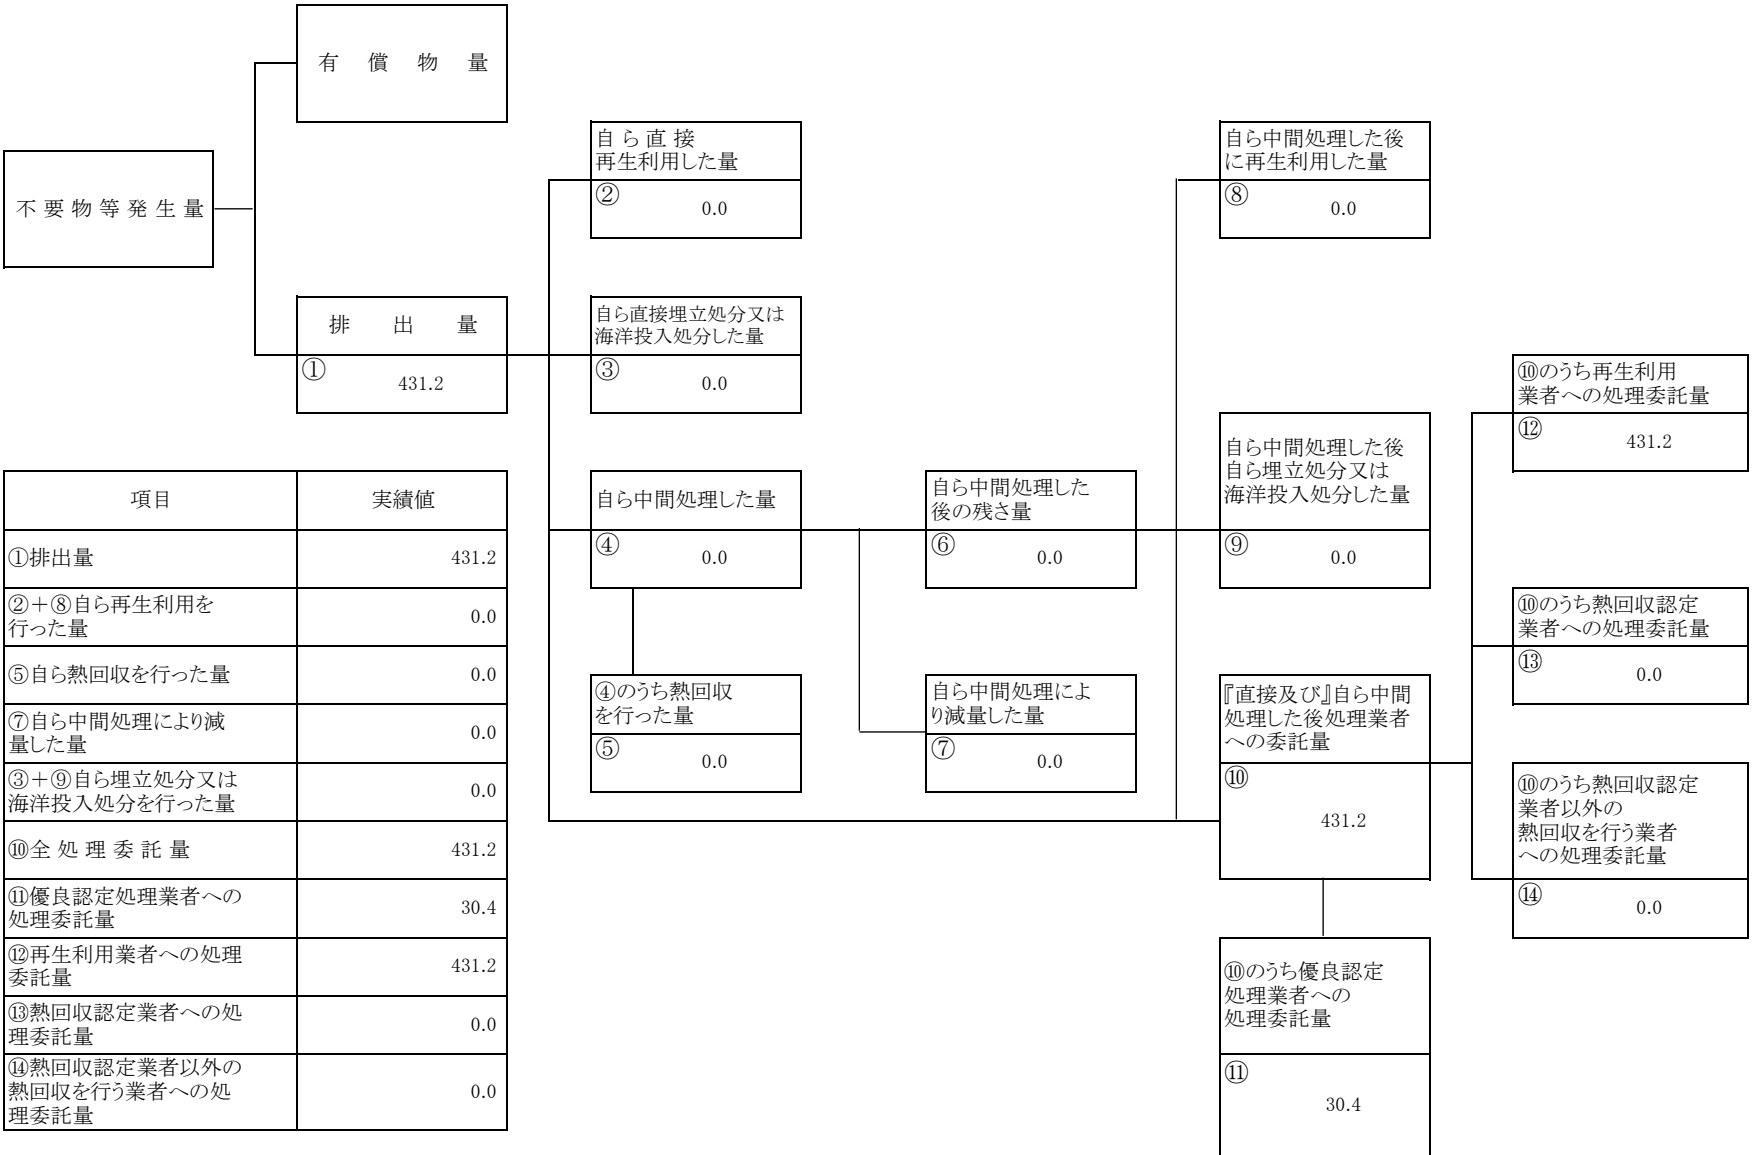 有償物量
自ら直接
再生利用した量
②
0.0
自ら中間処理した後
に再生利用した量
⑧
0.0
不要物等発生量
排出量
①
431.2
自ら直接埋立処分又は
海洋投入処分した量
③
0.0
⑩のうち再生利用
業者への処理委託量
⑫
431.2
自ら中間処理した量
④
0.0
自ら中間処理した
後の残さ量
⑥
0.0
自ら中間処理した後
自ら埋立処分又は
海洋投入処分した量
⑨
0.0
⑩のうち熱回収認定
業者への処理委託量
⑬
0.0
④のうち熱回収
を行った量
⑤
0.0
自ら中間処理によ
り減量した量
⑦
0.0
『直接及び』自ら中間
処理した後処理業者
への委託量
⑩
431.2
⑩のうち熱回収認定
業者以外の
熱回収を行う業者
への処理委託量
⑭
0.0
⑩のうち優良認定
処理業者への
処理委託量
⑪
30.4
項目 実績値
①排出量 431.2
②＋⑧自ら再生利用を
行った量 0.0
⑤自ら熱回収を行った量 0.0
⑦自ら中間処理により減
量した量 0.0
③＋⑨自ら埋立処分又は
海洋投入処分を行った量 0.0
⑩全処理委託量 431.2
⑪優良認定処理業者への
処理委託量 30.4
⑫再生利用業者への処理
委託量 431.2
⑬熱回収認定業者への処
理委託量 0.0
⑭熱回収認定業者以外の
熱回収を行う業者への処
理委託量 0.0